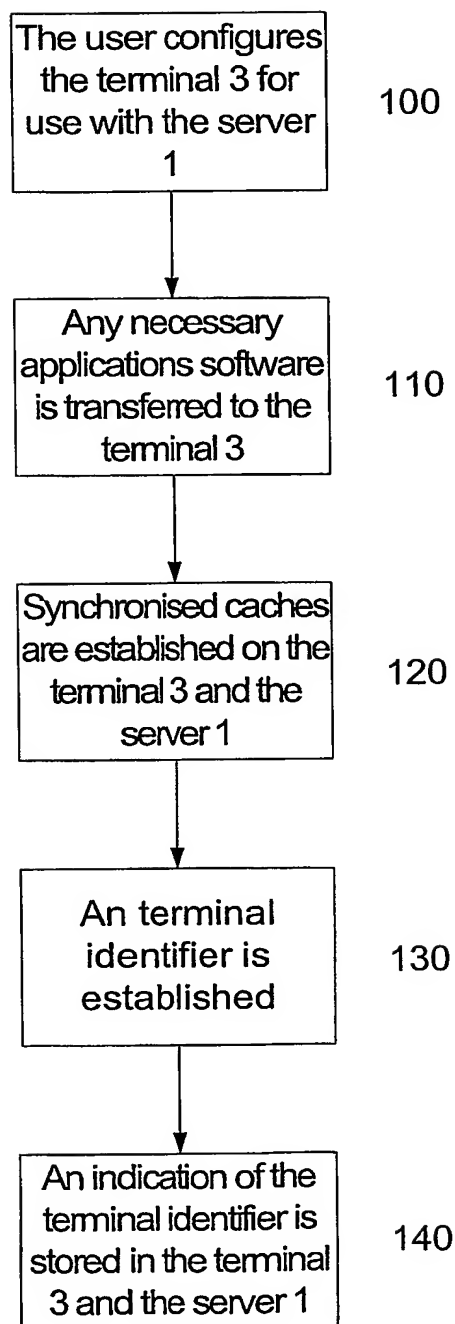 The user configures
the terminal 3 for
use with the server
1
100
Any necessary
applications software
is transferred to the
terminal 3
110
Synchronised caches
are established on the
terminal 3 and the
server 1
120
An terminal
identifier is
established
130
An indication of the
terminal identifier is
stored in the terminal
3 and the server 1
140